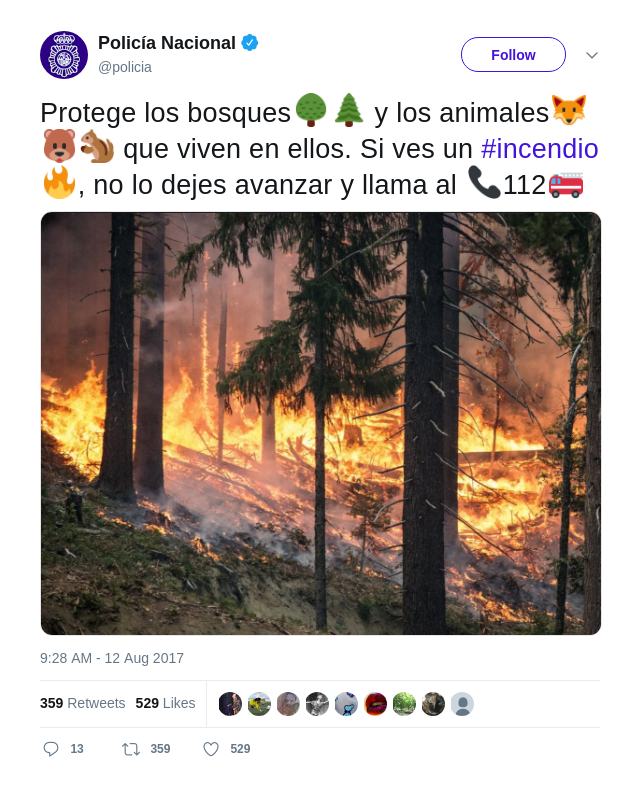 Policía Nacional
@policia
Follow
Protege los bosques🌳🌲 y los animales🦊
🐻🐿 que viven en ellos. Si ves un #incendio
🔥, no lo dejes avanzar y llama al 📞112🚒
9:28 AM - 12 Aug 2017
359 Retweets 529 Likes
13 359 529